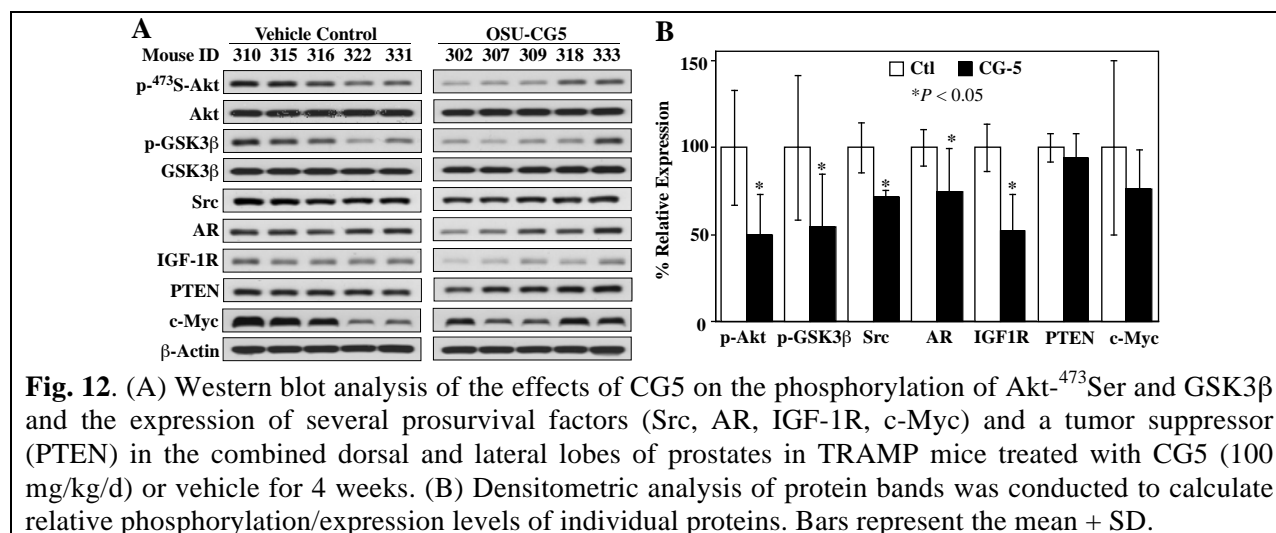 A
Vehicle Control OSU-CG5
Mouse ID 310 315 316 322 331 302 307 309 318 333
p-⁴⁷³S-Akt
Akt
p-GSK3β
GSK3β
Src
AR
IGF-1R
PTEN
c-Myc
β-Actin
B
% Relative Expression
150
100
50
0
Ctl CG-5
*P < 0.05
* * * * *
p-Akt p-GSK3β Src AR IGF1R PTEN c-Myc
Fig. 12. (A) Western blot analysis of the effects of CG5 on the phosphorylation of Akt-⁴⁷³Ser and GSK3β
and the expression of several prosurvival factors (Src, AR, IGF-1R, c-Myc) and a tumor suppressor
(PTEN) in the combined dorsal and lateral lobes of prostates in TRAMP mice treated with CG5 (100
mg/kg/d) or vehicle for 4 weeks. (B) Densitometric analysis of protein bands was conducted to calculate
relative phosphorylation/expression levels of individual proteins. Bars represent the mean + SD.